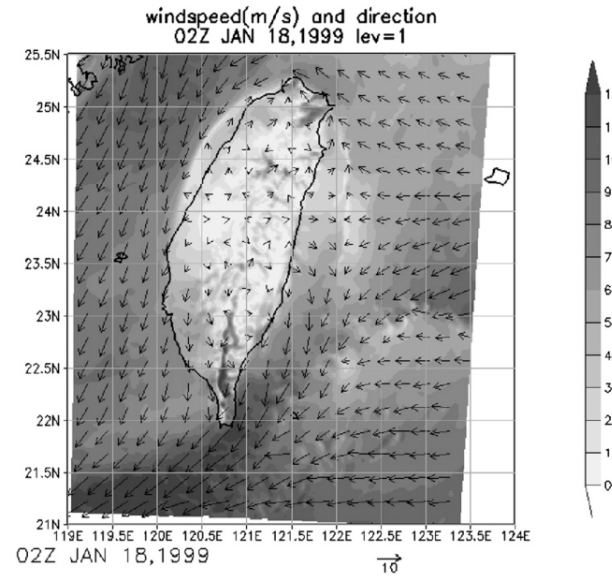 windspeed(m/s) and direction
02Z JAN 18,1999 lev=1
25.5N
25N
24.5N
24N
23.5N
23N
22.5N
22N
21.5N
21N
119E 119.5E 120E 120.5E 121E 121.5E 122E 122.5E 123E 123.5E 124E
1
1
1
10
9
8
7
6
5
4
3
2
1
0
02Z JAN 18,1999
10